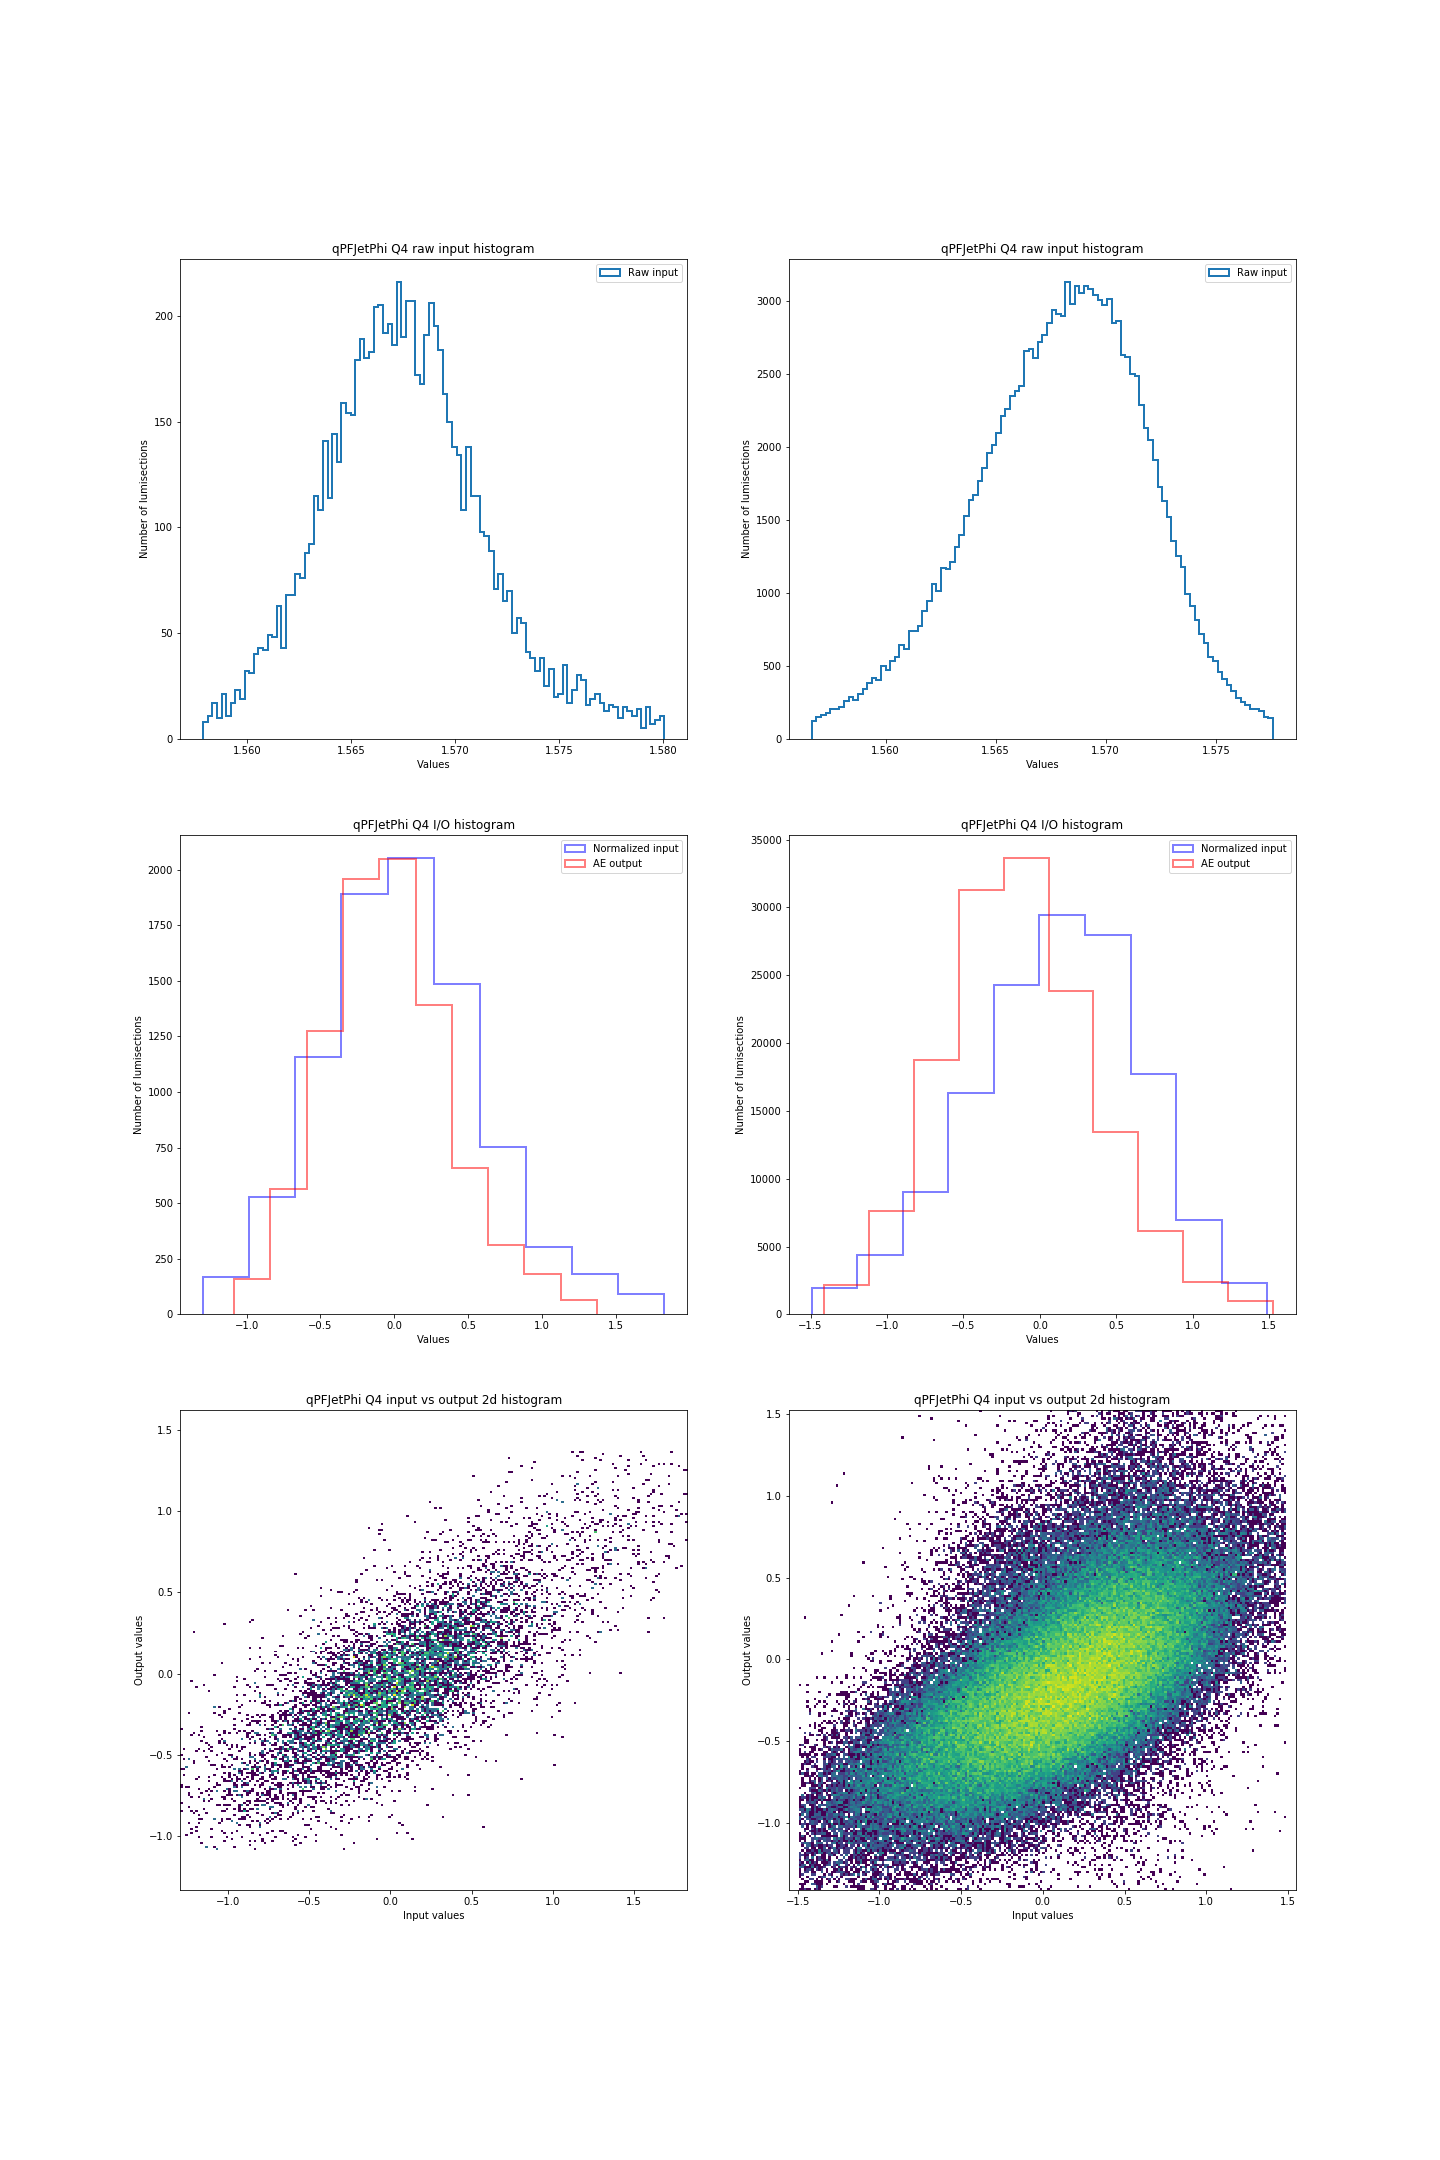 qPFJetPhi Q4 raw input histogram
Raw input
200
150
100
50
0
Number of lumisections
1.560 1.565 1.570 1.575 1.580
Values
qPFJetPhi Q4 raw input histogram
Raw input
3000
2500
2000
1500
1000
500
0
Number of lumisections
1.560 1.565 1.570 1.575
Values
qPFJetPhi Q4 I/O histogram
Normalized input
AE output
2000
1750
1500
1250
1000
750
500
250
0
Number of lumisections
−1.0 −0.5 0.0 0.5 1.0 1.5
Values
qPFJetPhi Q4 I/O histogram
Normalized input
AE output
35000
30000
25000
20000
15000
10000
5000
0
Number of lumisections
−1.5 −1.0 −0.5 0.0 0.5 1.0 1.5
Values
qPFJetPhi Q4 input vs output 2d histogram
1.5
1.0
0.5
0.0
−0.5
−1.0
Output values
−1.0 −0.5 0.0 0.5 1.0 1.5
Input values
qPFJetPhi Q4 input vs output 2d histogram
1.5
1.0
0.5
0.0
−0.5
−1.0
Output values
−1.5 −1.0 −0.5 0.0 0.5 1.0 1.5
Input values